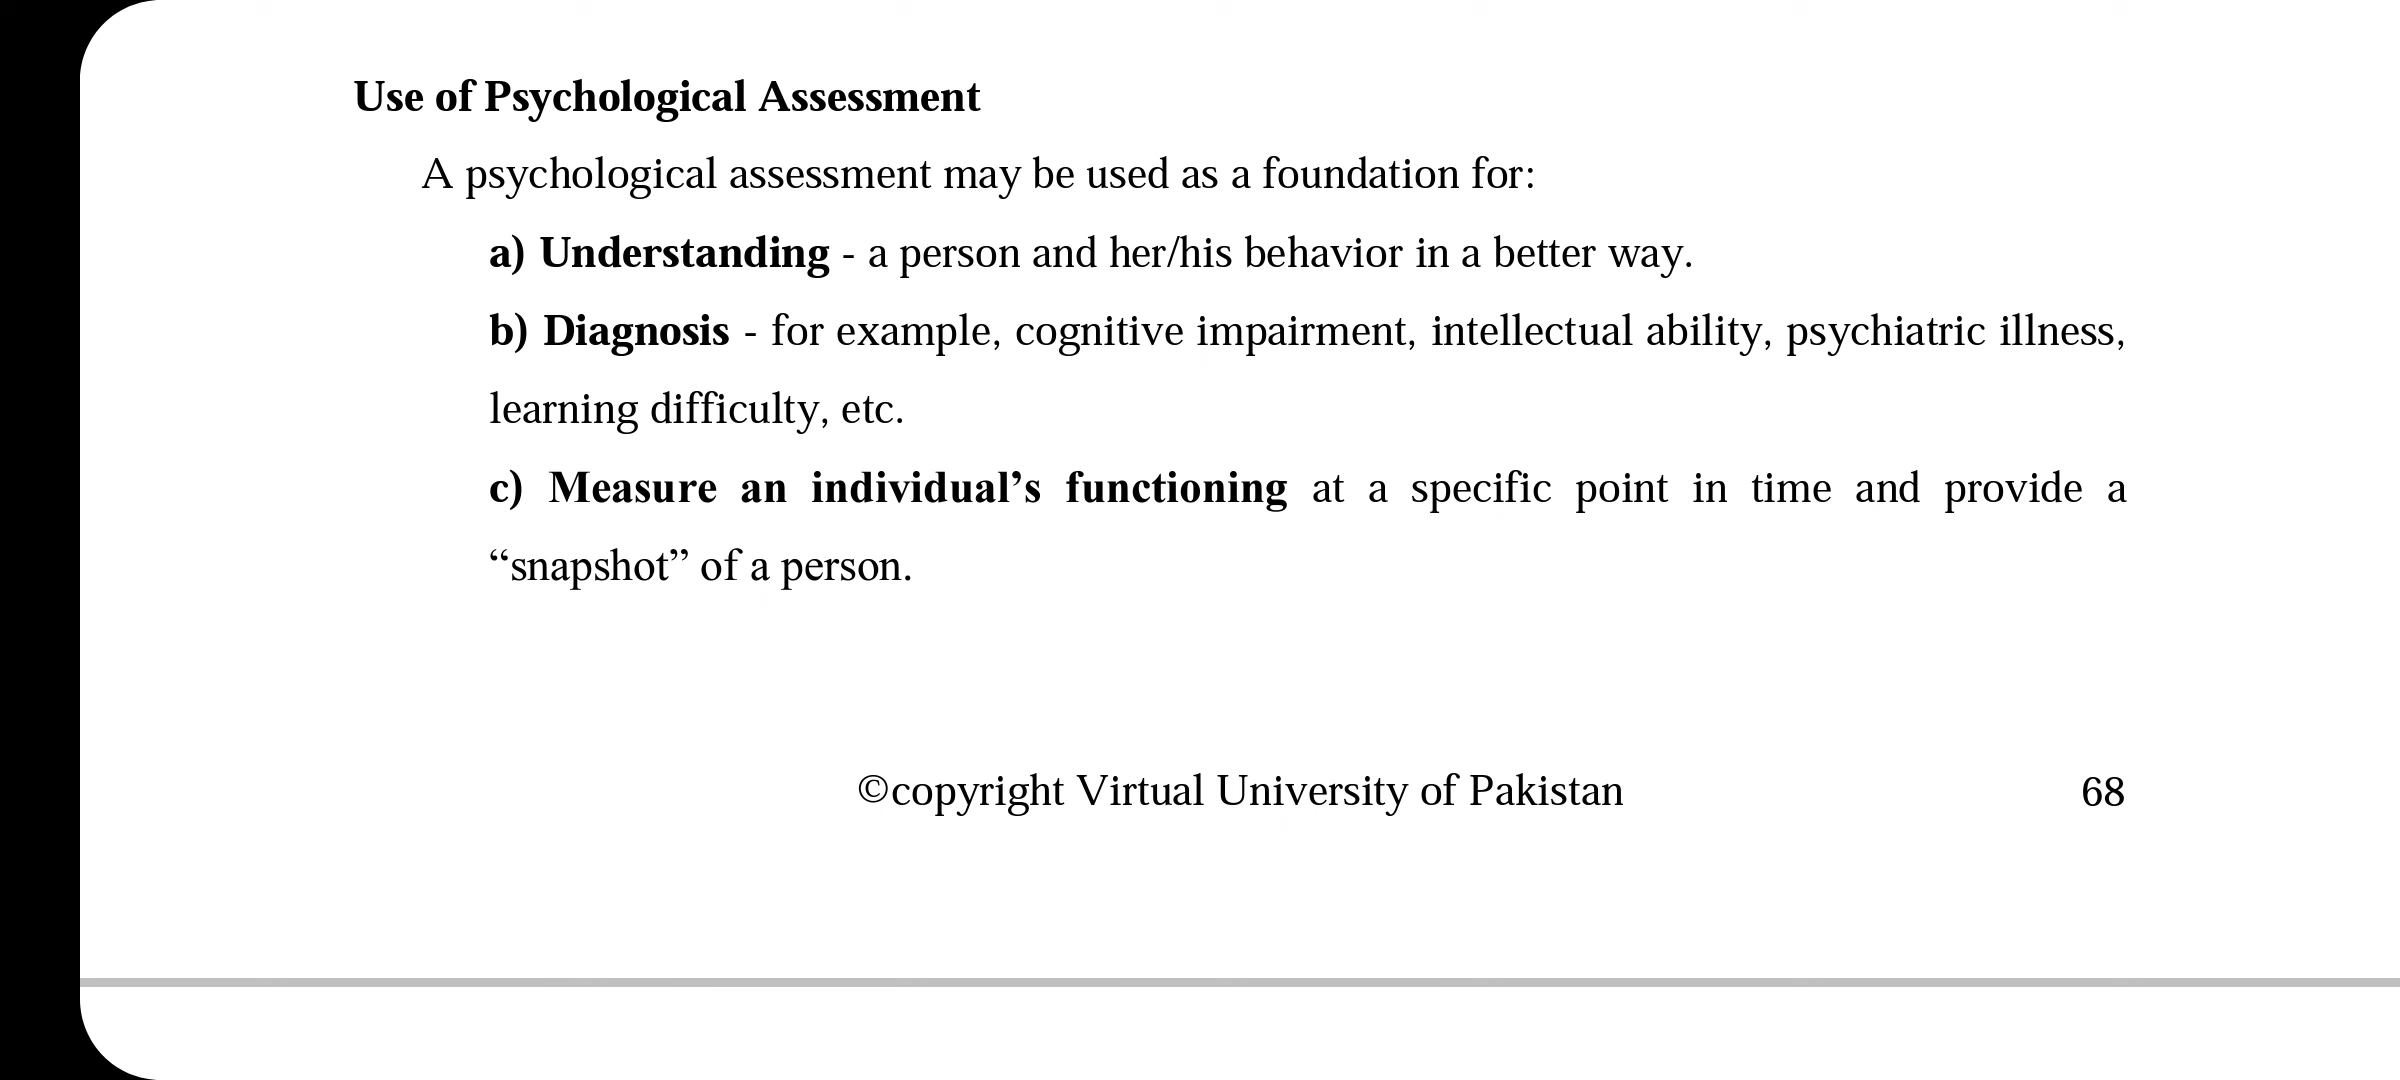 Use of Psychological Assessment
A psychological assessment may be used as a foundation for:
a) Understanding - a person and her/his behavior in a better way.
b) Diagnosis - for example, cognitive impairment, intellectual ability, psychiatric illness,
learning difficulty, etc.
c) Measure an individual’s functioning at a specific point in time and provide a
“snapshot” of a person.
©copyright Virtual University of Pakistan 68